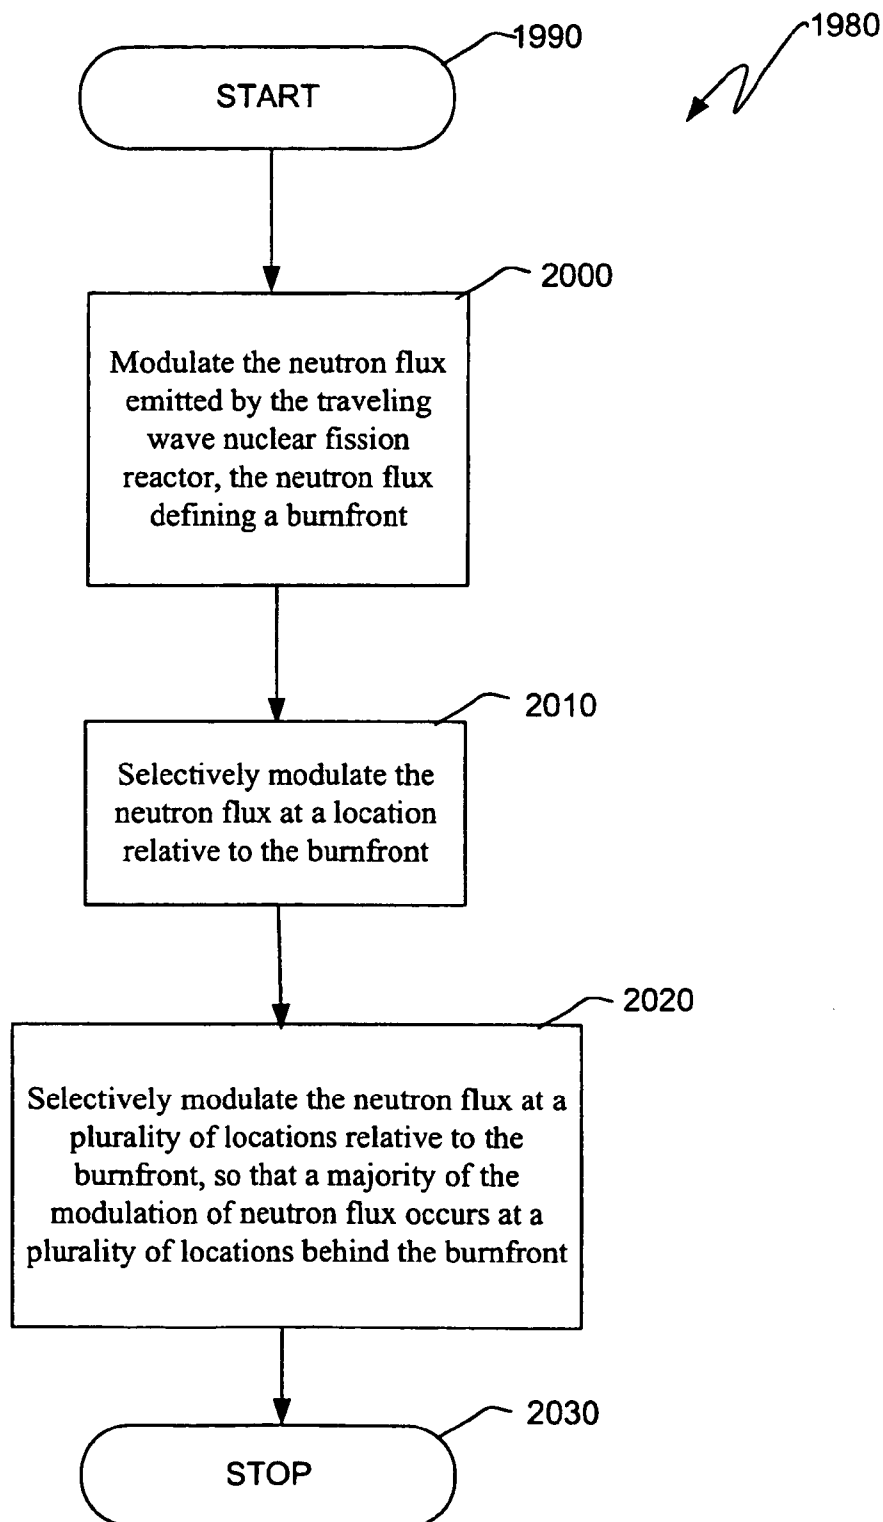 1990
1980
START
2000
Modulate the neutron flux
emitted by the traveling
wave nuclear fission
reactor, the neutron flux
defining a burnfront
2010
Selectively modulate the
neutron flux at a location
relative to the burnfront
2020
Selectively modulate the neutron flux at a
plurality of locations relative to the
burnfront, so that a majority of the
modulation of neutron flux occurs at a
plurality of locations behind the burnfront
2030
STOP